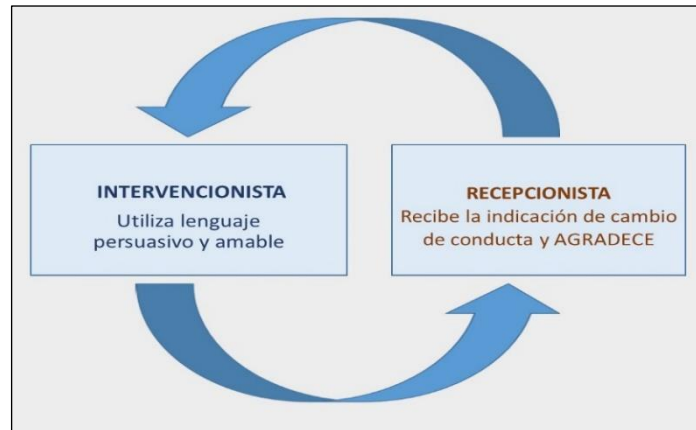 INTERVENCIONISTA
Utiliza lenguaje
persuasivo y amable
RECEPCIONISTA
Recibe la indicación de cambio
de conducta y AGRADECE